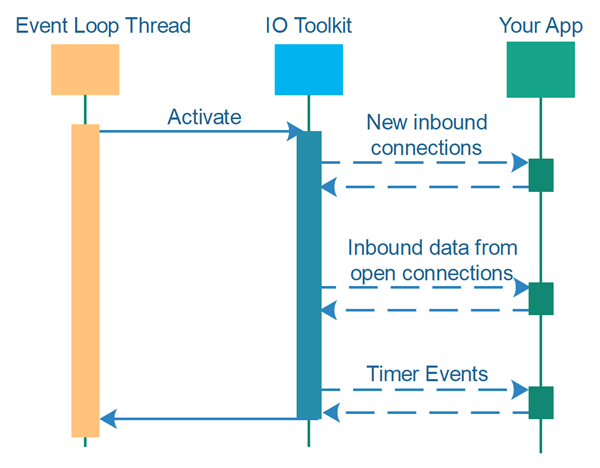 Event Loop Thread
IO Toolkit
Your App
Activate
New inbound
connections
Inbound data from
open connections
Timer Events